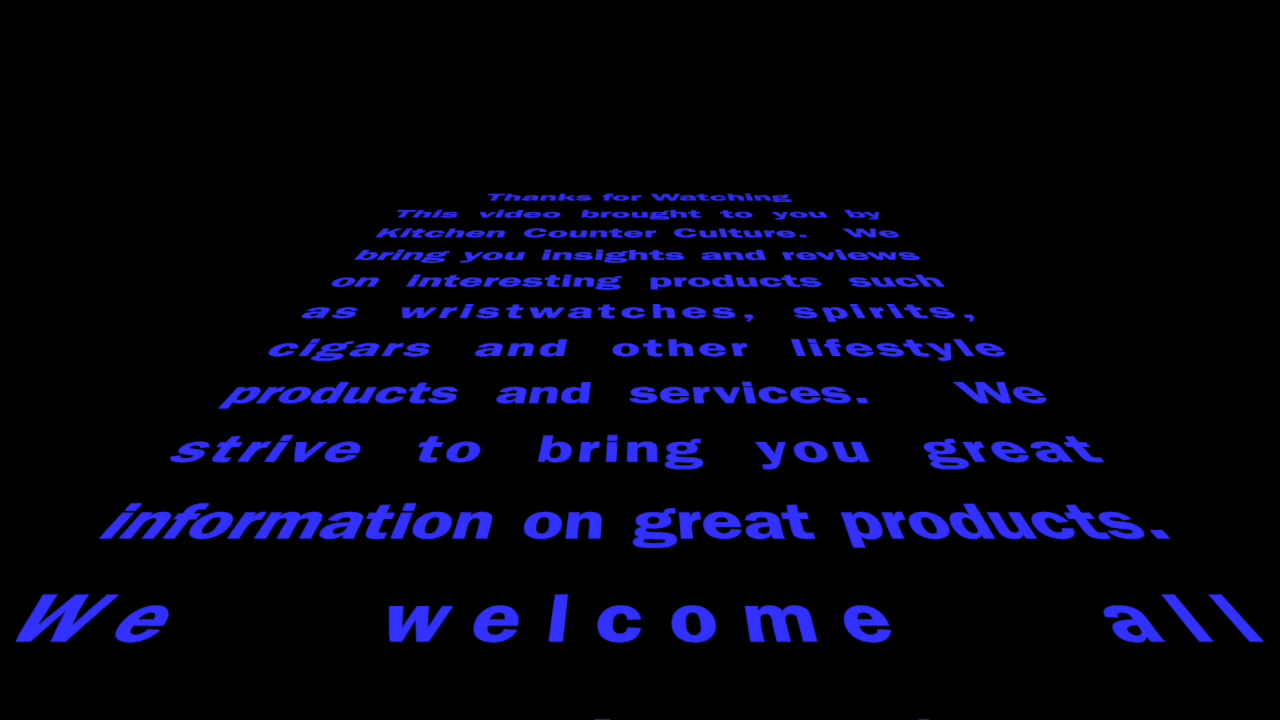 Thanks for Watching
This video brought to you by
Kitchen Counter Culture. We
bring you insights and reviews
on interesting products such
as wristwatches, spirits,
cigars and other lifestyle
products and services. We
strive to bring you great
information on great products.
We welcome all